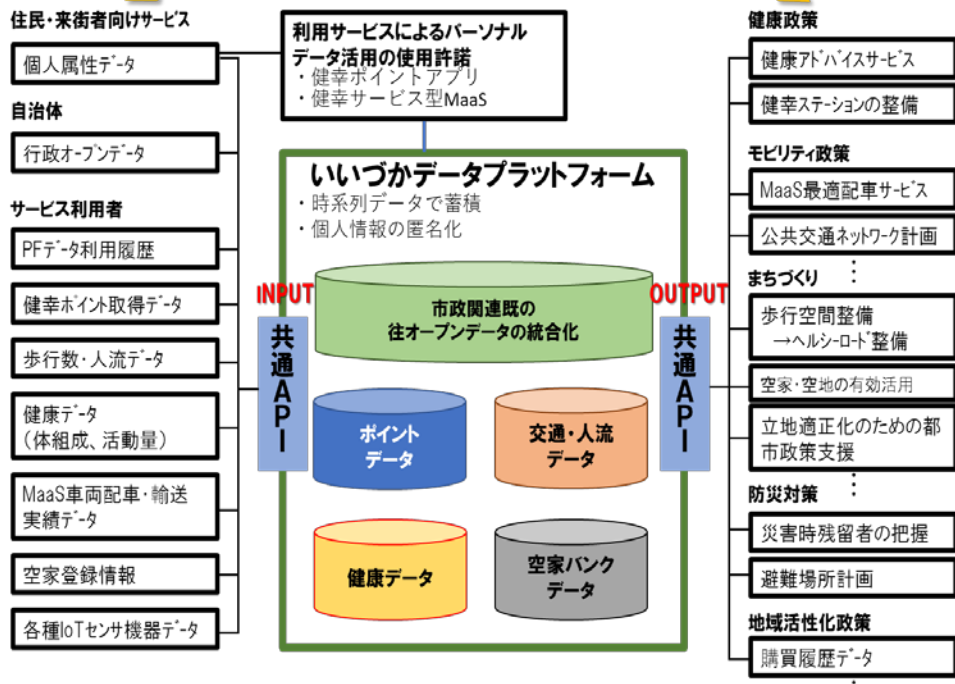 住民・来街者向けサービス
個人属性データ
自治体
行政オープンデータ
サービス利用者
PFデータ利用履歴
健幸ポイント取得データ
歩行数・人流データ
健康データ
(体組成、活動量)
MaaS車両配車・輸送
実績データ
空家登録情報
各種IoTセンサ機器データ
利用サービスによるパーソナル
データ活用の使用許諾
・健幸ポイントアプリ
・健幸サービス型MaaS
いいづかデータプラットフォーム
・時系列データで蓄積
・個人情報の匿名化
INPUT
共通API
市政関連既の
往オープンデータの統合化
ポイント
データ
交通・人流
データ
健康データ
空家バンク
データ
OUTPUT
共通API
健康政策
健康アドバイスサービス
健幸ステーションの整備
モビリティ政策
MaaS最適配車サービス
公共交通ネットワーク計画
⋮
まちづくり
歩行空間整備
→ヘルシーロード整備
空家・空地の有効活用
立地適正化のための都
市政策支援
⋮
防災対策
災害時残留者の把握
避難場所計画
地域活性化政策
購買履歴データ